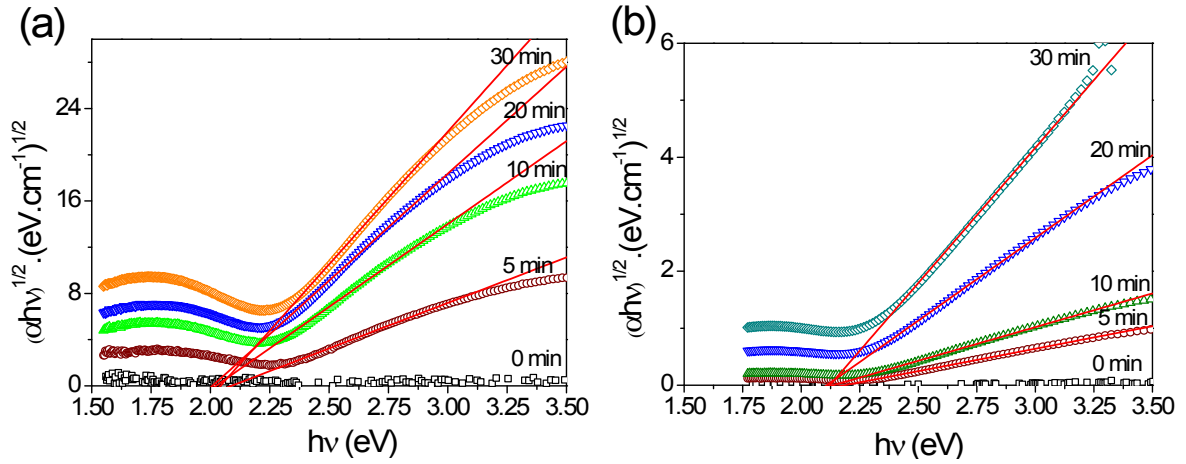 (a)
30 min
20 min
10 min
5 min
0 min
24
16
8
0
1.50 1.75 2.00 2.25 2.50 2.75 3.00 3.25 3.50
hν (eV)
(αhν)^1/2 .(eV.cm^-1)^1/2
(b)
30 min
20 min
10 min
5 min
0 min
6
4
2
0
1.50 1.75 2.00 2.25 2.50 2.75 3.00 3.25 3.50
hν (eV)
(αhν)^1/2 .(eV.cm^-1)^1/2